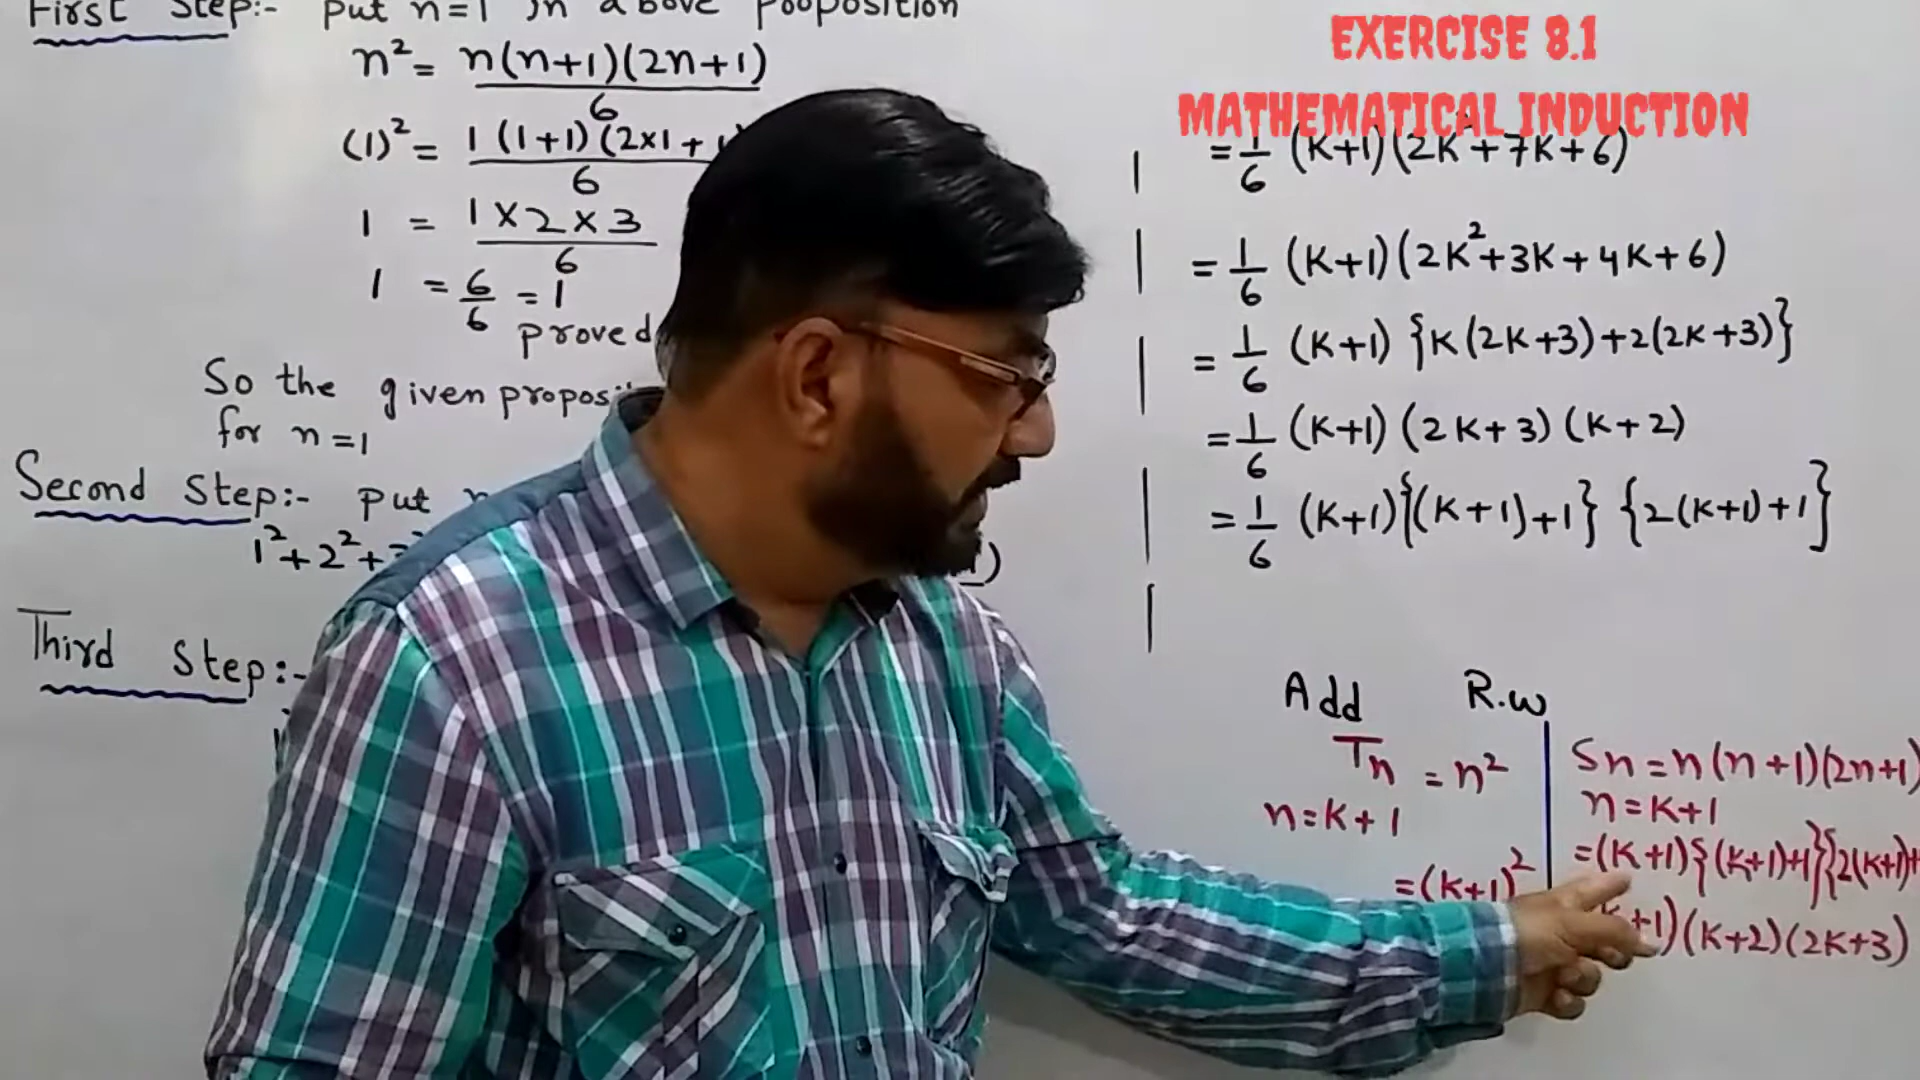 First Step:- put n=1 in above proposition
n²= n(n+1)(2n+1)
6
(1)² = 1(1+1)(2x1+1
6
1 = 1x2x3
6
1 = 6/6 = 1
proved
So the given propos
for n=1
Second Step:- put
1²+2²+3
Third Step:-
EXERCISE 8.1
MATHEMATICAL INDUCTION
= 1/6 (K+1)(2K²+7K+6)
= 1/6 (K+1)(2K²+3K+4K+6)
= 1/6 (K+1) {K(2K+3)+2(2K+3)}
= 1/6 (K+1) (2K+3) (K+2)
= 1/6 (K+1){(K+1)+1} {2(K+1)+1}
Add R.W
Tn = n²
n=K+1
=(K+1)²
Sn=n(n+1)(2n+1)
n=K+1
=(K+1){(K+1)+1}{2(K+1)+
K+1)(K+2)(2K+3)